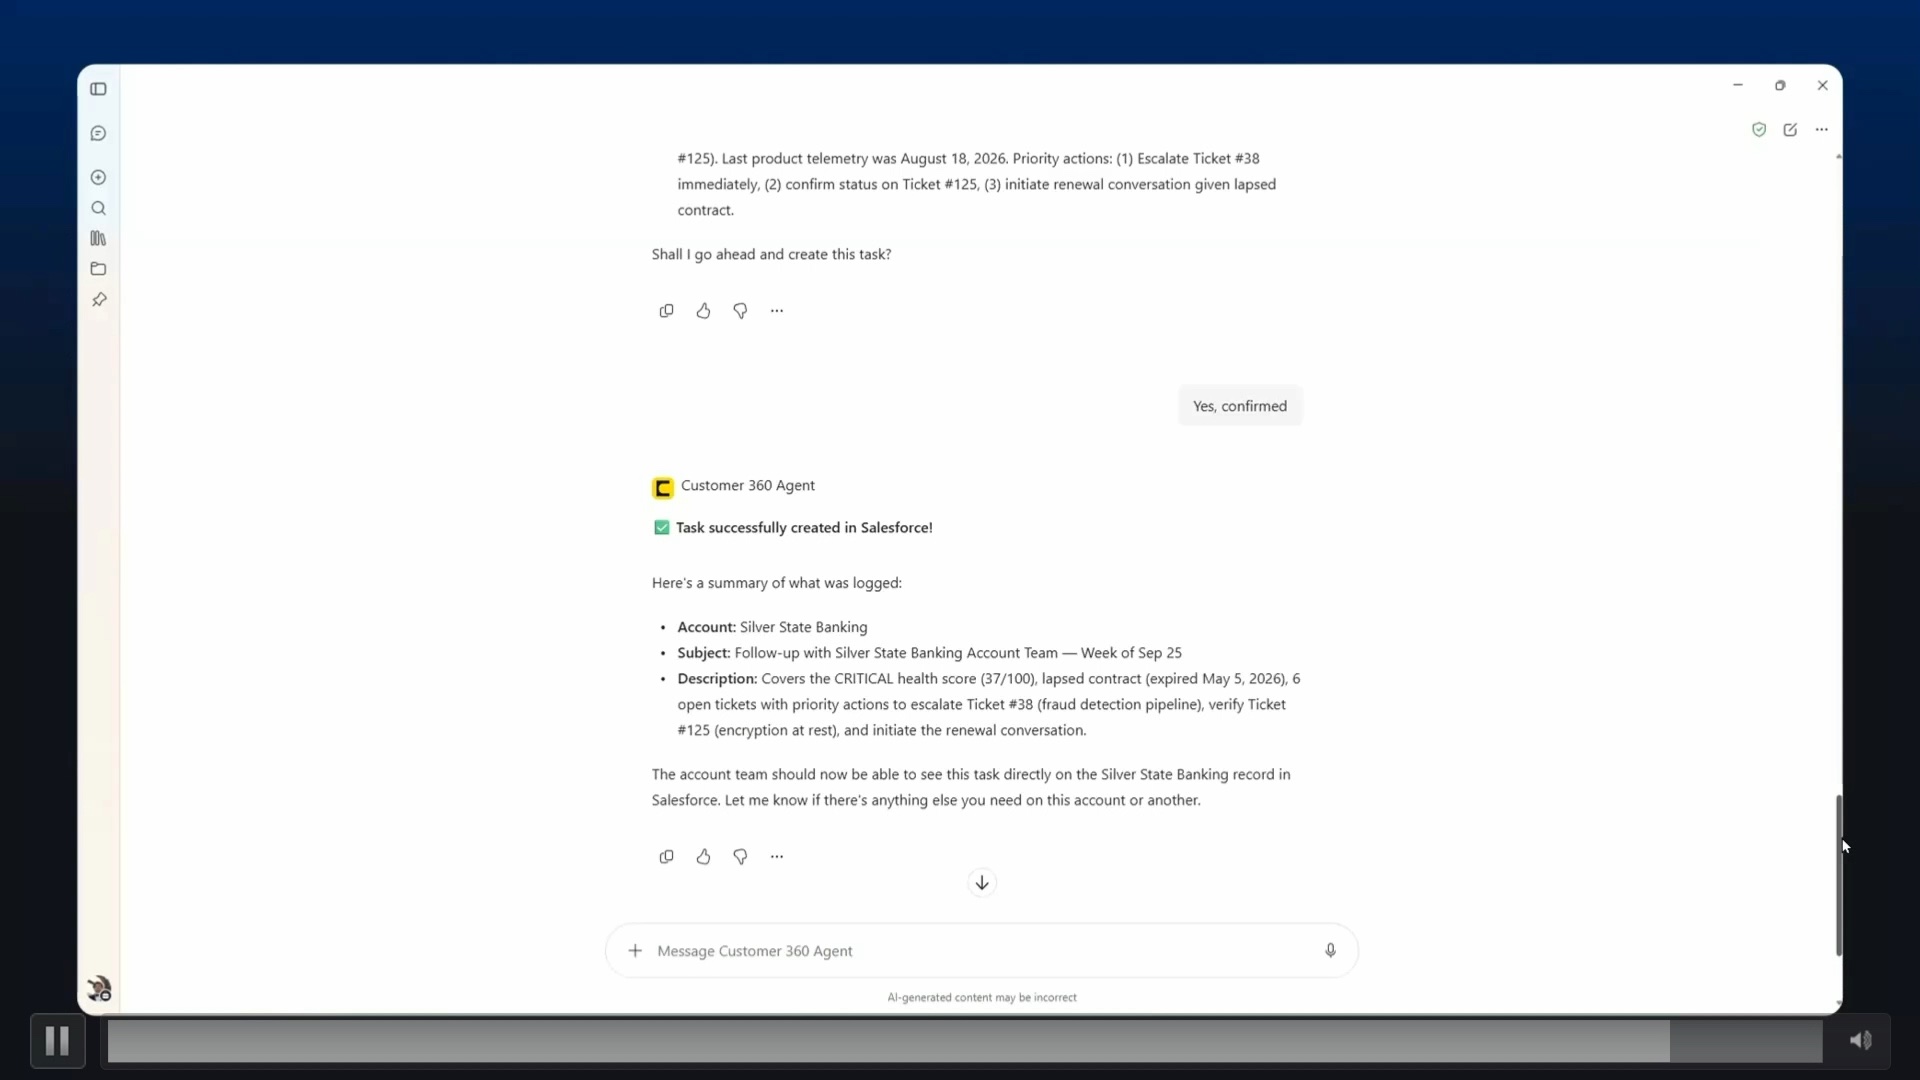 #125). Last product telemetry was August 18, 2026. Priority actions: (1) Escalate Ticket #38
immediately, (2) confirm status on Ticket #125, (3) initiate renewal conversation given lapsed
contract.
Shall I go ahead and create this task?
Yes, confirmed
Customer 360 Agent
Task successfully created in Salesforce!
Here's a summary of what was logged:
• Account: Silver State Banking
• Subject: Follow-up with Silver State Banking Account Team — Week of Sep 25
• Description: Covers the CRITICAL health score (37/100), lapsed contract (expired May 5, 2026), 6
open tickets with priority actions to escalate Ticket #38 (fraud detection pipeline), verify Ticket
#125 (encryption at rest), and initiate the renewal conversation.
The account team should now be able to see this task directly on the Silver State Banking record in
Salesforce. Let me know if there's anything else you need on this account or another.
Message Customer 360 Agent
AI-generated content may be incorrect